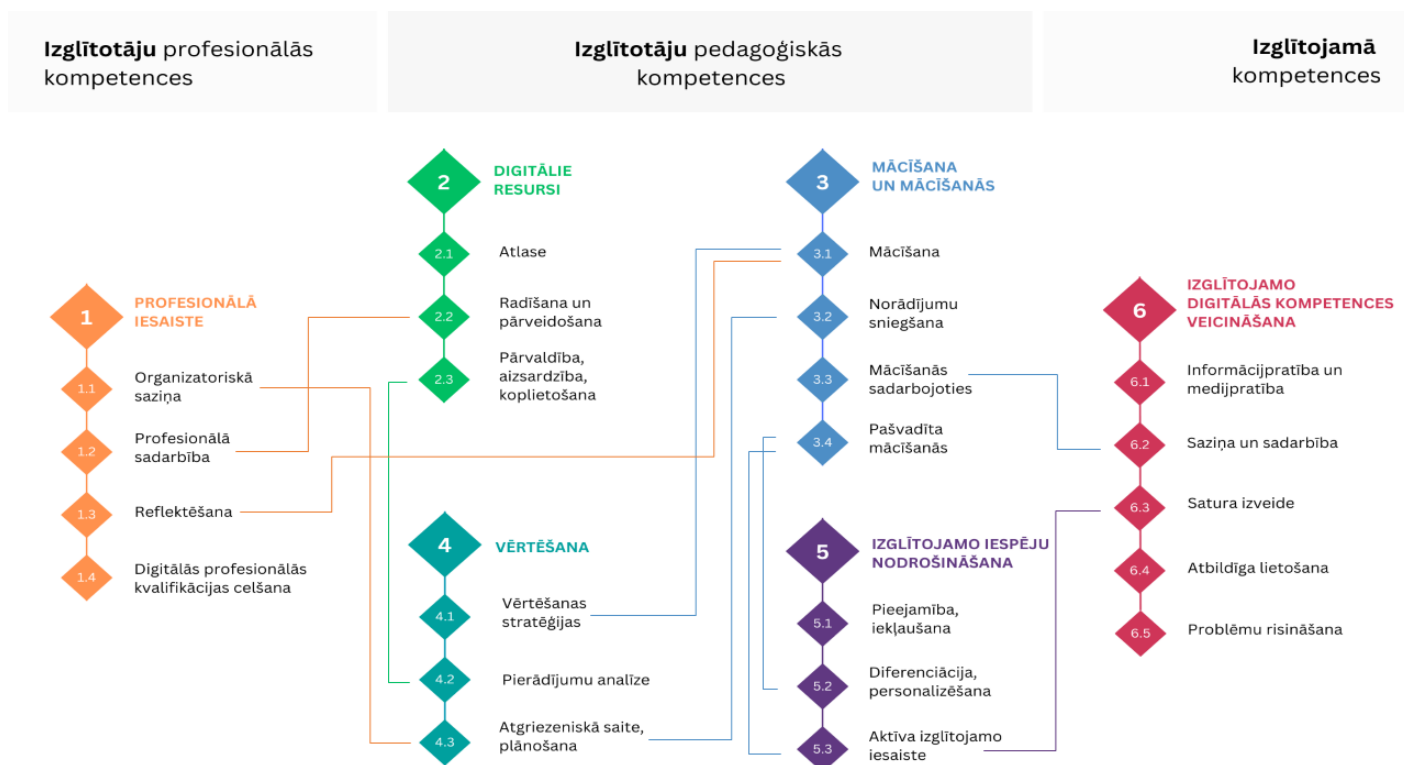 Izglītotāju profesionālās
kompetences
Izglītotāju pedagoģiskās
kompetences
Izglītojamā
kompetences
1
PROFESIONĀLĀ
IESAISTE
1.1
Organizatoriskā
saziņa
1.2
Profesionālā
sadarbība
1.3
Reflektēšana
1.4
Digitālās profesionālās
kvalifikācijas celšana
2
DIGITĀLIE
RESURSI
2.1
Atlase
2.2
Radīšana un
pārveidošana
2.3
Pārvaldība,
aizsardzība,
koplietošana
3
MĀCĪŠANA
UN MĀCĪŠANĀS
3.1
Mācīšana
3.2
Norādījumu
sniegšana
3.3
Mācīšanās
sadarbojoties
3.4
Pašvadīta
mācīšanās
4
VĒRTĒŠANA
4.1
Vērtēšanas
stratēģijas
4.2
Pierādījumu analīze
4.3
Atgriezeniskā saite,
plānošana
5
IZGLĪTOJAMO IESPĒJU
NODROŠINĀŠANA
5.1
Pieejamība,
iekļaušana
5.2
Diferenciācija,
personalizēšana
5.3
Aktīva izglītojamo
iesaiste
6
IZGLĪTOJAMO
DIGITĀLĀS KOMPETENCES
VEICINĀŠANA
6.1
Informācijpratība un
medijpratība
6.2
Saziņa un sadarbība
6.3
Satura izveide
6.4
Atbildīga lietošana
6.5
Problēmu risināšana